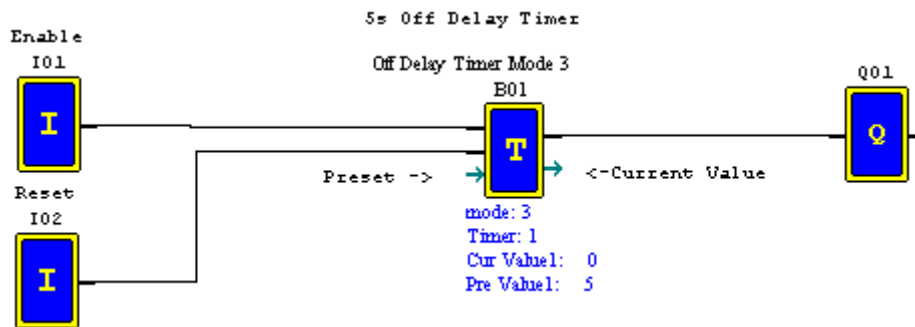 5s Off Delay Timer
Enable
I01
I
Off Delay Timer Mode 3
B01
T
Q01
Q
Preset ->
<-Current Value
Reset
I02
I
mode: 3
Timer: 1
Cur Value1: 0
Pre Value1: 5